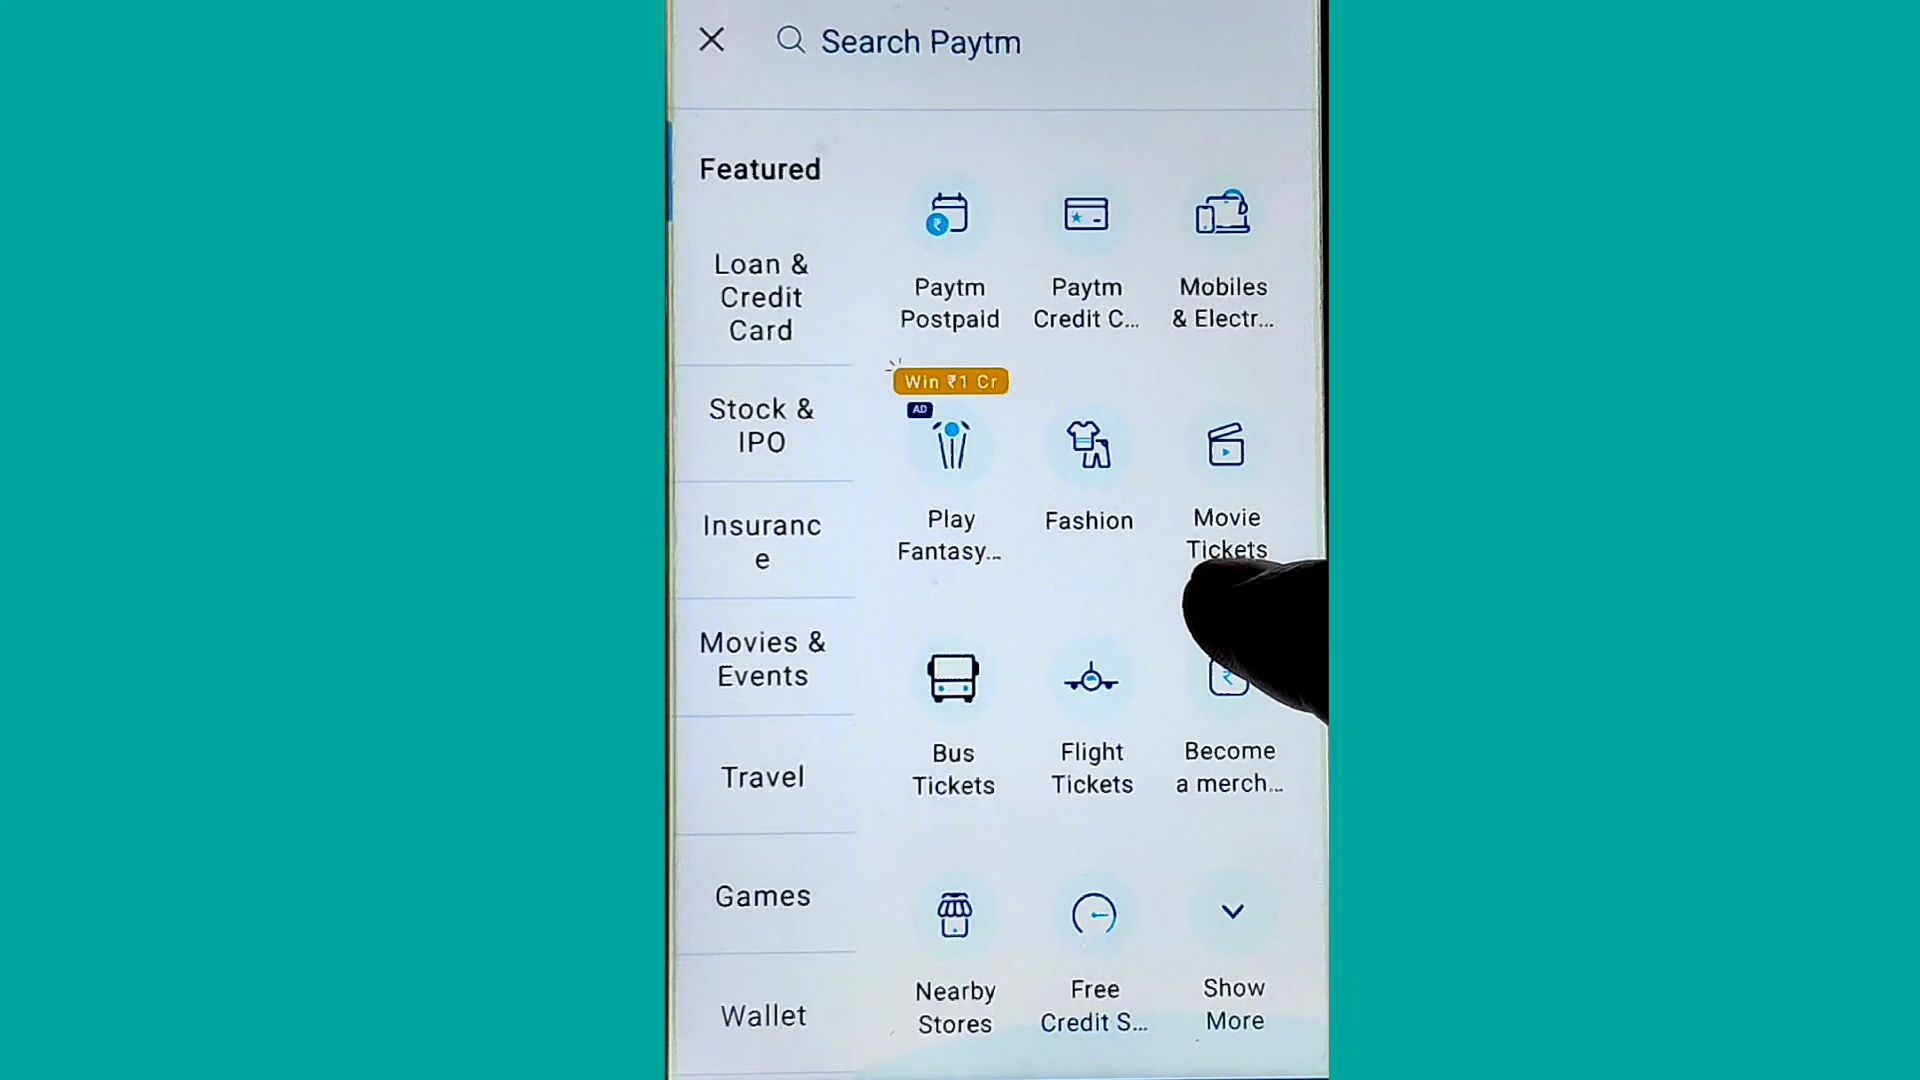 Search Paytm
Featured
Loan &
Credit
Card
Stock &
IPO
Insuranc
e
Movies &
Events
Travel
Games
Wallet
Paytm
Postpaid
Paytm
Credit C...
Mobiles
& Electr...
Win ₹1 Cr
AD
Play
Fantasy...
Fashion
Movie
Tickets
Bus
Tickets
Flight
Tickets
Become
a merch...
Nearby
Stores
Free
Credit S...
Show
More